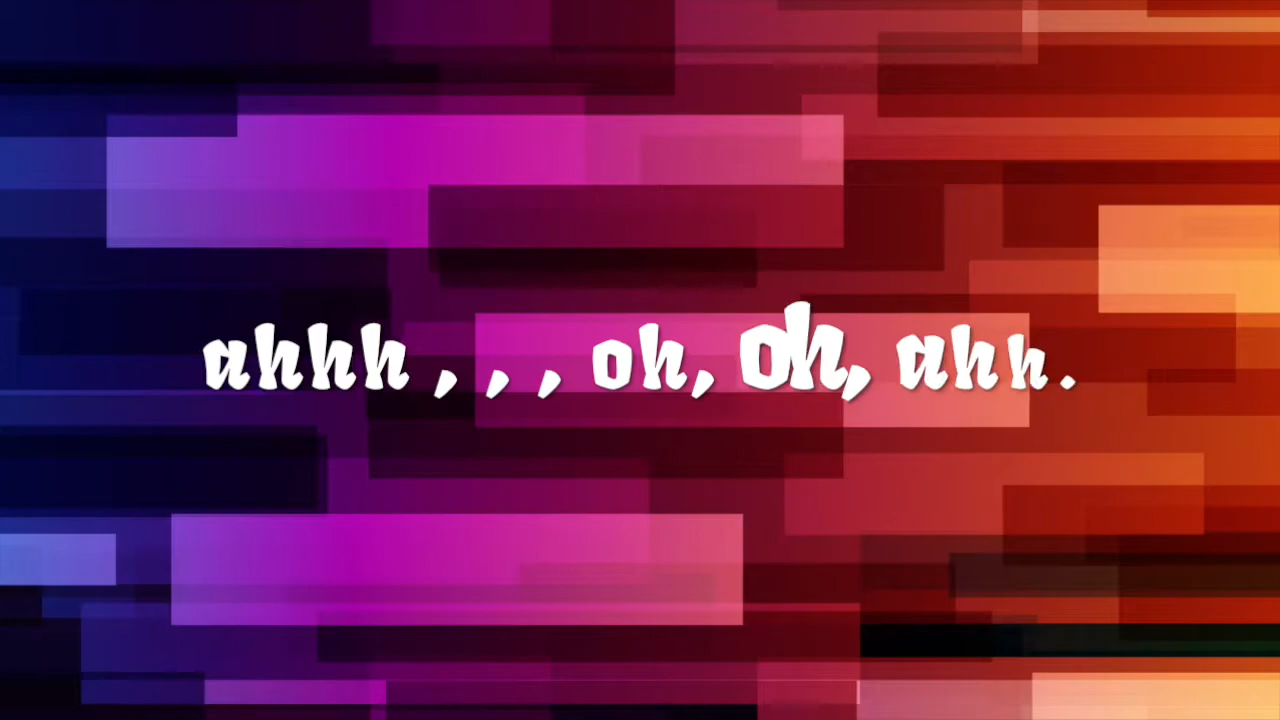 ahhh , , , oh, oh, ahh.